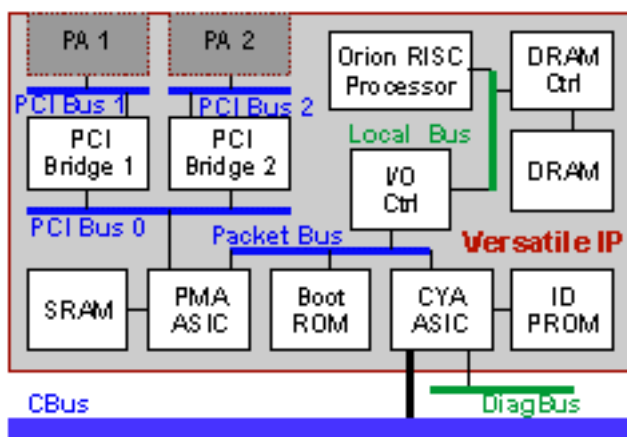 PA 1
PA 2
Orion RISC
Processor
DRAM
Ctrl
PCI Bus 1
PCI Bus 2
PCI
Bridge 1
PCI
Bridge 2
Local Bus
I/O
Ctrl
DRAM
PCI Bus 0
Packet Bus
Versatile IP
SRAM
PMA
ASIC
Boot
ROM
CYA
ASIC
ID
PROM
CBus
DiagBus